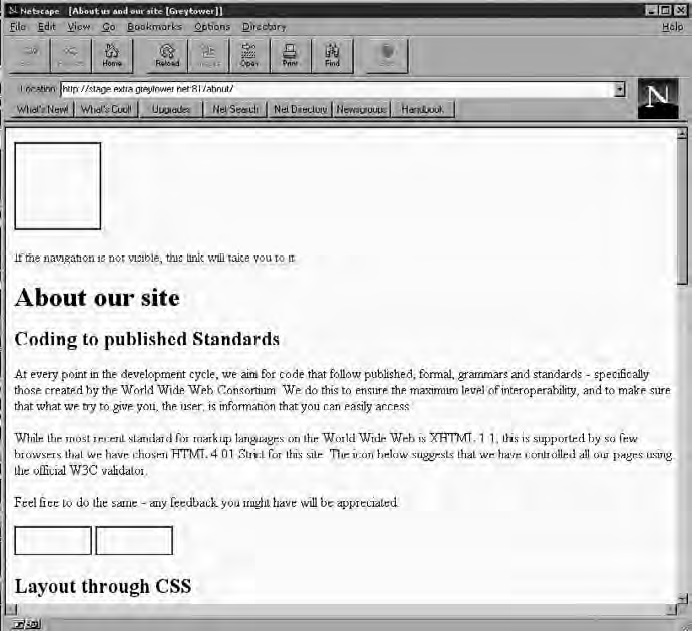 Netscape - [About us and our site [Greytower]]
File Edit View Go Bookmarks Options Directory Help
Home Reload Open Print Find
Location: http://stage.extra.greytower.net:81/about/
What's New! What's Cool! Upgrades Net Search Net Directory Newsgroups Handbook
N
If the navigation is not visible, this link will take you to it.
About our site
Coding to published Standards
At every point in the development cycle, we aim for code that follow published, formal, grammars and standards - specifically
those created by the World Wide Web Consortium. We do this to ensure the maximum level of interoperability, and to make sure
that what we try to give you, the user, is information that you can easily access.
While the most recent standard for markup languages on the World Wide Web is XHTML 1.1, this is supported by so few
browsers that we have chosen HTML 4.01 Strict for this site. The icon below suggests that we have controlled all our pages using
the official W3C validator.
Feel free to do the same - any feedback you might have will be appreciated.
Layout through CSS